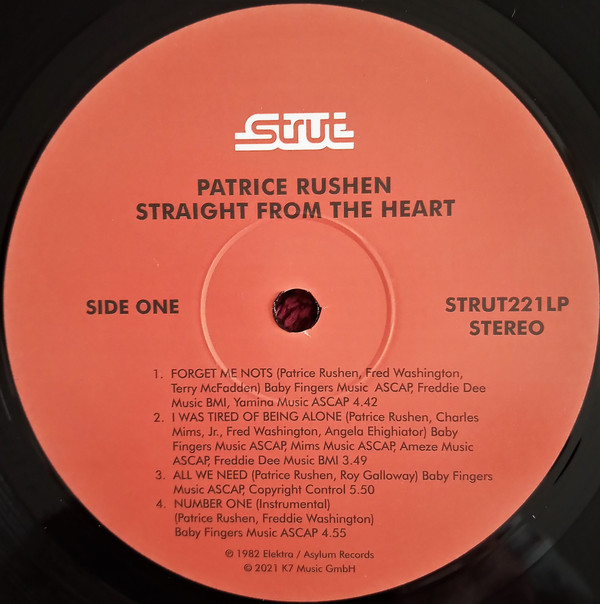 Strut
PATRICE RUSHEN
STRAIGHT FROM THE HEART
SIDE ONE
STRUT221LP
STEREO
1. FORGET ME NOTS (Patrice Rushen, Fred Washington,
Terry McFadden) Baby Fingers Music ASCAP, Freddie Dee
Music BMI, Yamina Music ASCAP 4.42
2. I WAS TIRED OF BEING ALONE (Patrice Rushen, Charles
Mims, Jr., Fred Washington, Angela Ehighiator) Baby
Fingers Music ASCAP, Mims Music ASCAP, Ameze Music
ASCAP, Freddie Dee Music BMI 3.49
3. ALL WE NEED (Patrice Rushen, Roy Galloway) Baby Fingers
Music ASCAP, Copyright Control 5.50
4. NUMBER ONE (Instrumental)
(Patrice Rushen, Freddie Washington)
Baby Fingers Music ASCAP 4.55
℗ 1982 Elektra / Asylum Records
© 2021 K7 Music GmbH